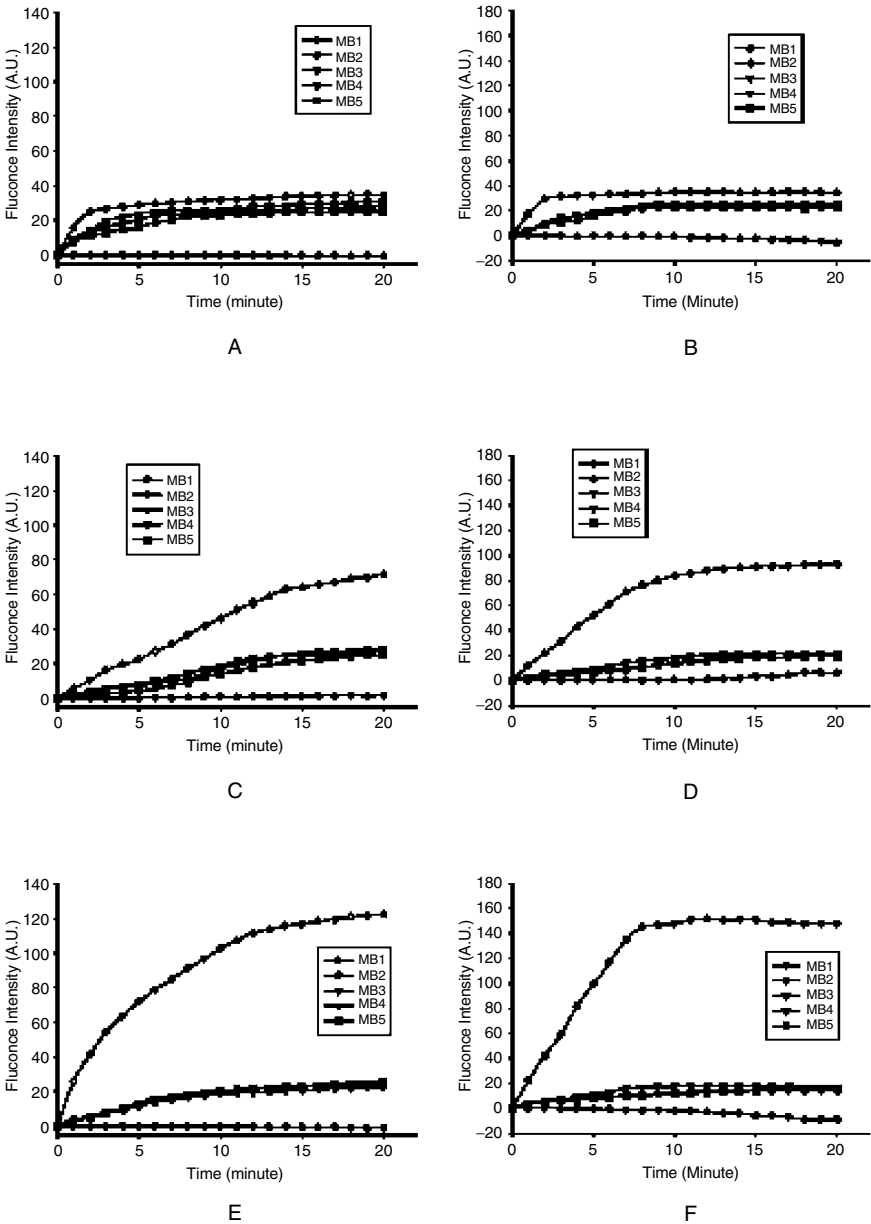 140
120
100
80
60
40
20
0
Fluconce Intensity (A.U.)
MB1
MB2
MB3
MB4
MB5
0 5 10 15 20
Time (minute)
A
180
160
140
120
100
80
60
40
20
0
−20
Fluconce Intensity (A.U.)
MB1
MB2
MB3
MB4
MB5
0 5 10 15 20
Time (Minute)
B
140
120
100
80
60
40
20
0
Fluconce Intensity (A.U.)
MB1
MB2
MB3
MB4
MB5
0 5 10 15 20
Time (minute)
C
180
160
140
120
100
80
60
40
20
0
−20
Fluconce Intensity (A.U.)
MB1
MB2
MB3
MB4
MB5
0 5 10 15 20
Time (Minute)
D
140
120
100
80
60
40
20
0
Fluconce Intensity (A.U.)
MB1
MB2
MB3
MB4
MB5
0 5 10 15 20
Time (minute)
E
180
160
140
120
100
80
60
40
20
0
−20
Fluconce Intensity (A.U.)
MB1
MB2
MB3
MB4
MB5
0 5 10 15 20
Time (Minute)
F